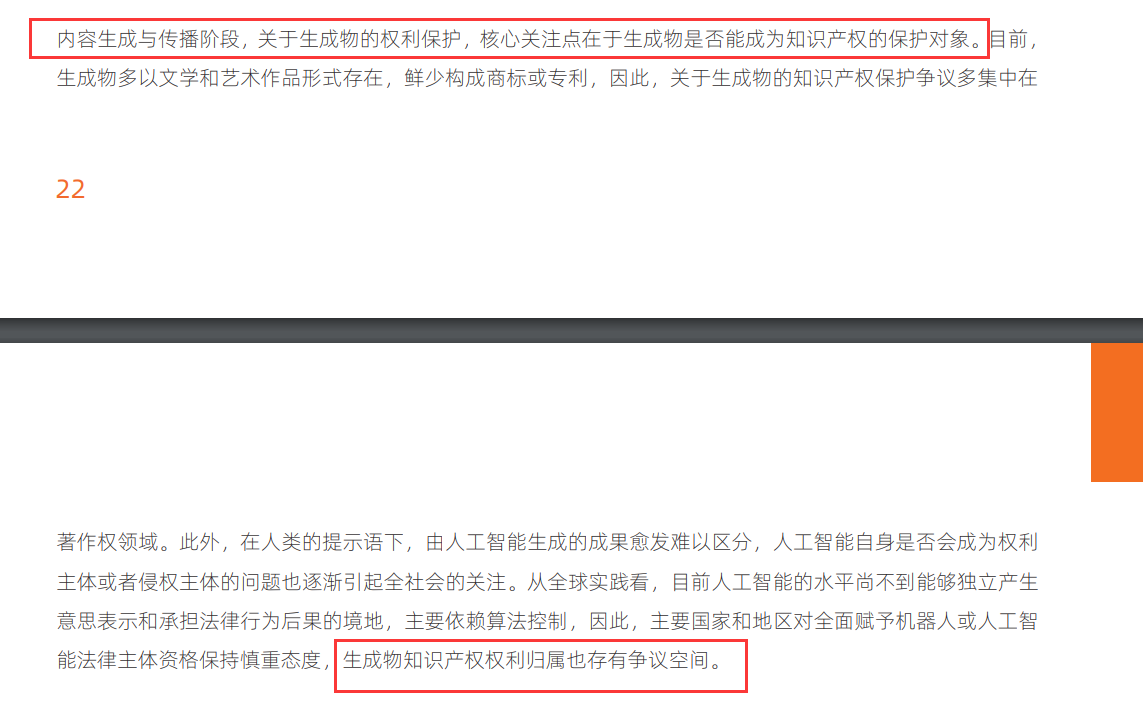 内容生成与传播阶段，关于生成物的权利保护，核心关注点在于生成物是否能成为知识产权的保护对象。目前，
生成物多以文学和艺术作品形式存在，鲜少构成商标或专利，因此，关于生成物的知识产权保护争议多集中在
22
著作权领域。此外，在人类的提示语下，由人工智能生成的成果愈发难以区分，人工智能自身是否会成为权利
主体或者侵权主体的问题也逐渐引起全社会的关注。从全球实践看，目前人工智能的水平尚不到能够独立产生
意思表示和承担法律行为后果的境地，主要依赖算法控制，因此，主要国家和地区对全面赋予机器人或人工智
能法律主体资格保持慎重态度，生成物知识产权权利归属也存有争议空间。